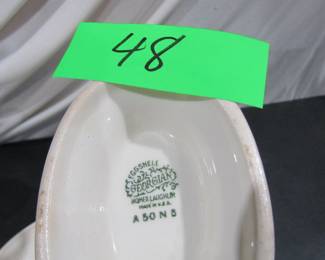 48
EGGSHELL
GEORGIAN
HOMER LAUGHLIN
MADE IN U.S.A.
A 50 N 5